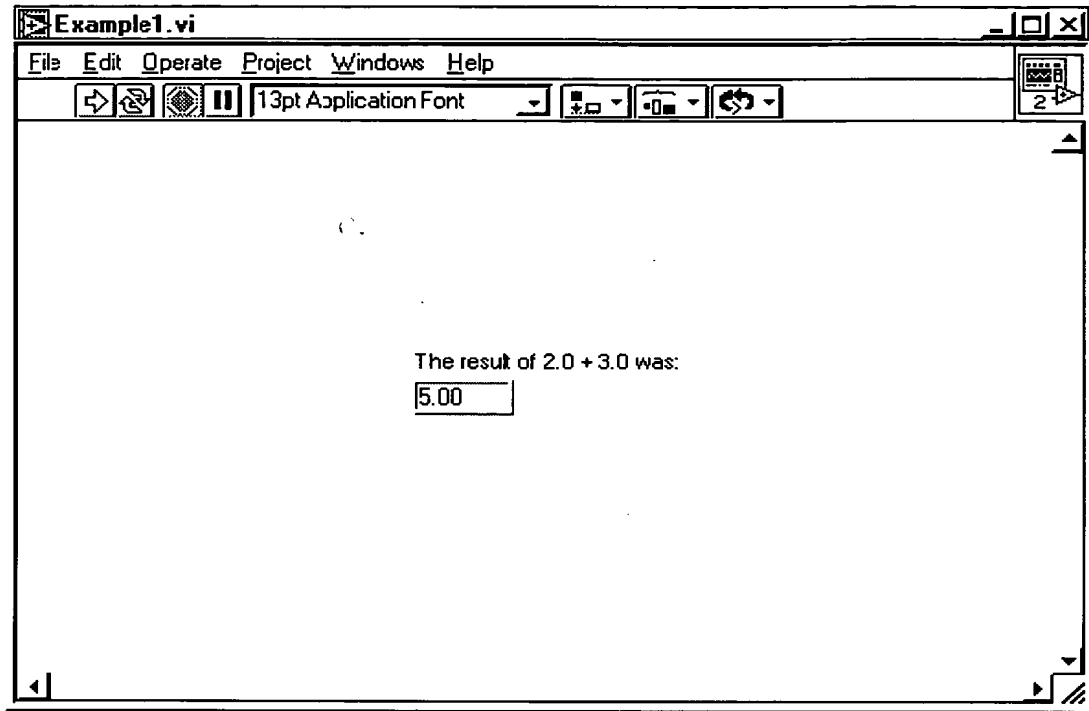 Example1.vi
File Edit Operate Project Windows Help
13pt Application Font
2
The result of 2.0 + 3.0 was:
5.00